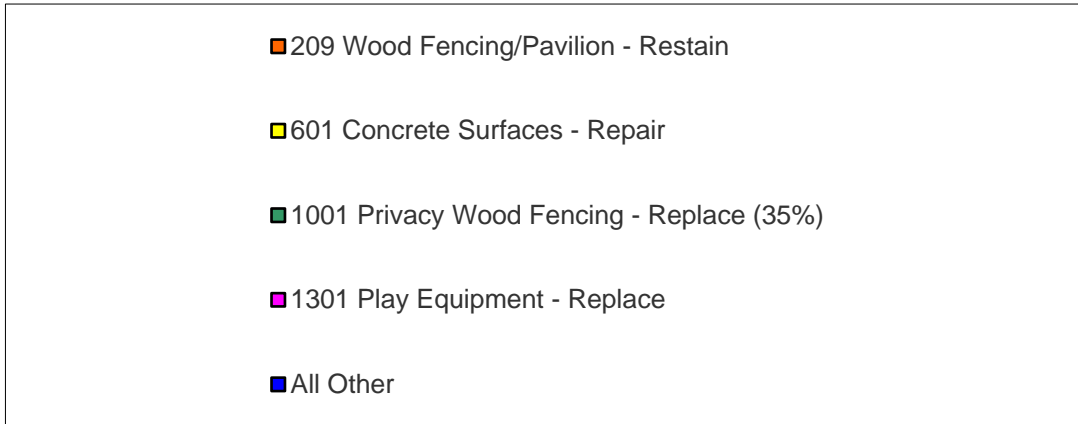 209 Wood Fencing/Pavilion - Restain
601 Concrete Surfaces - Repair
1001 Privacy Wood Fencing - Replace (35%)
1301 Play Equipment - Replace
All Other